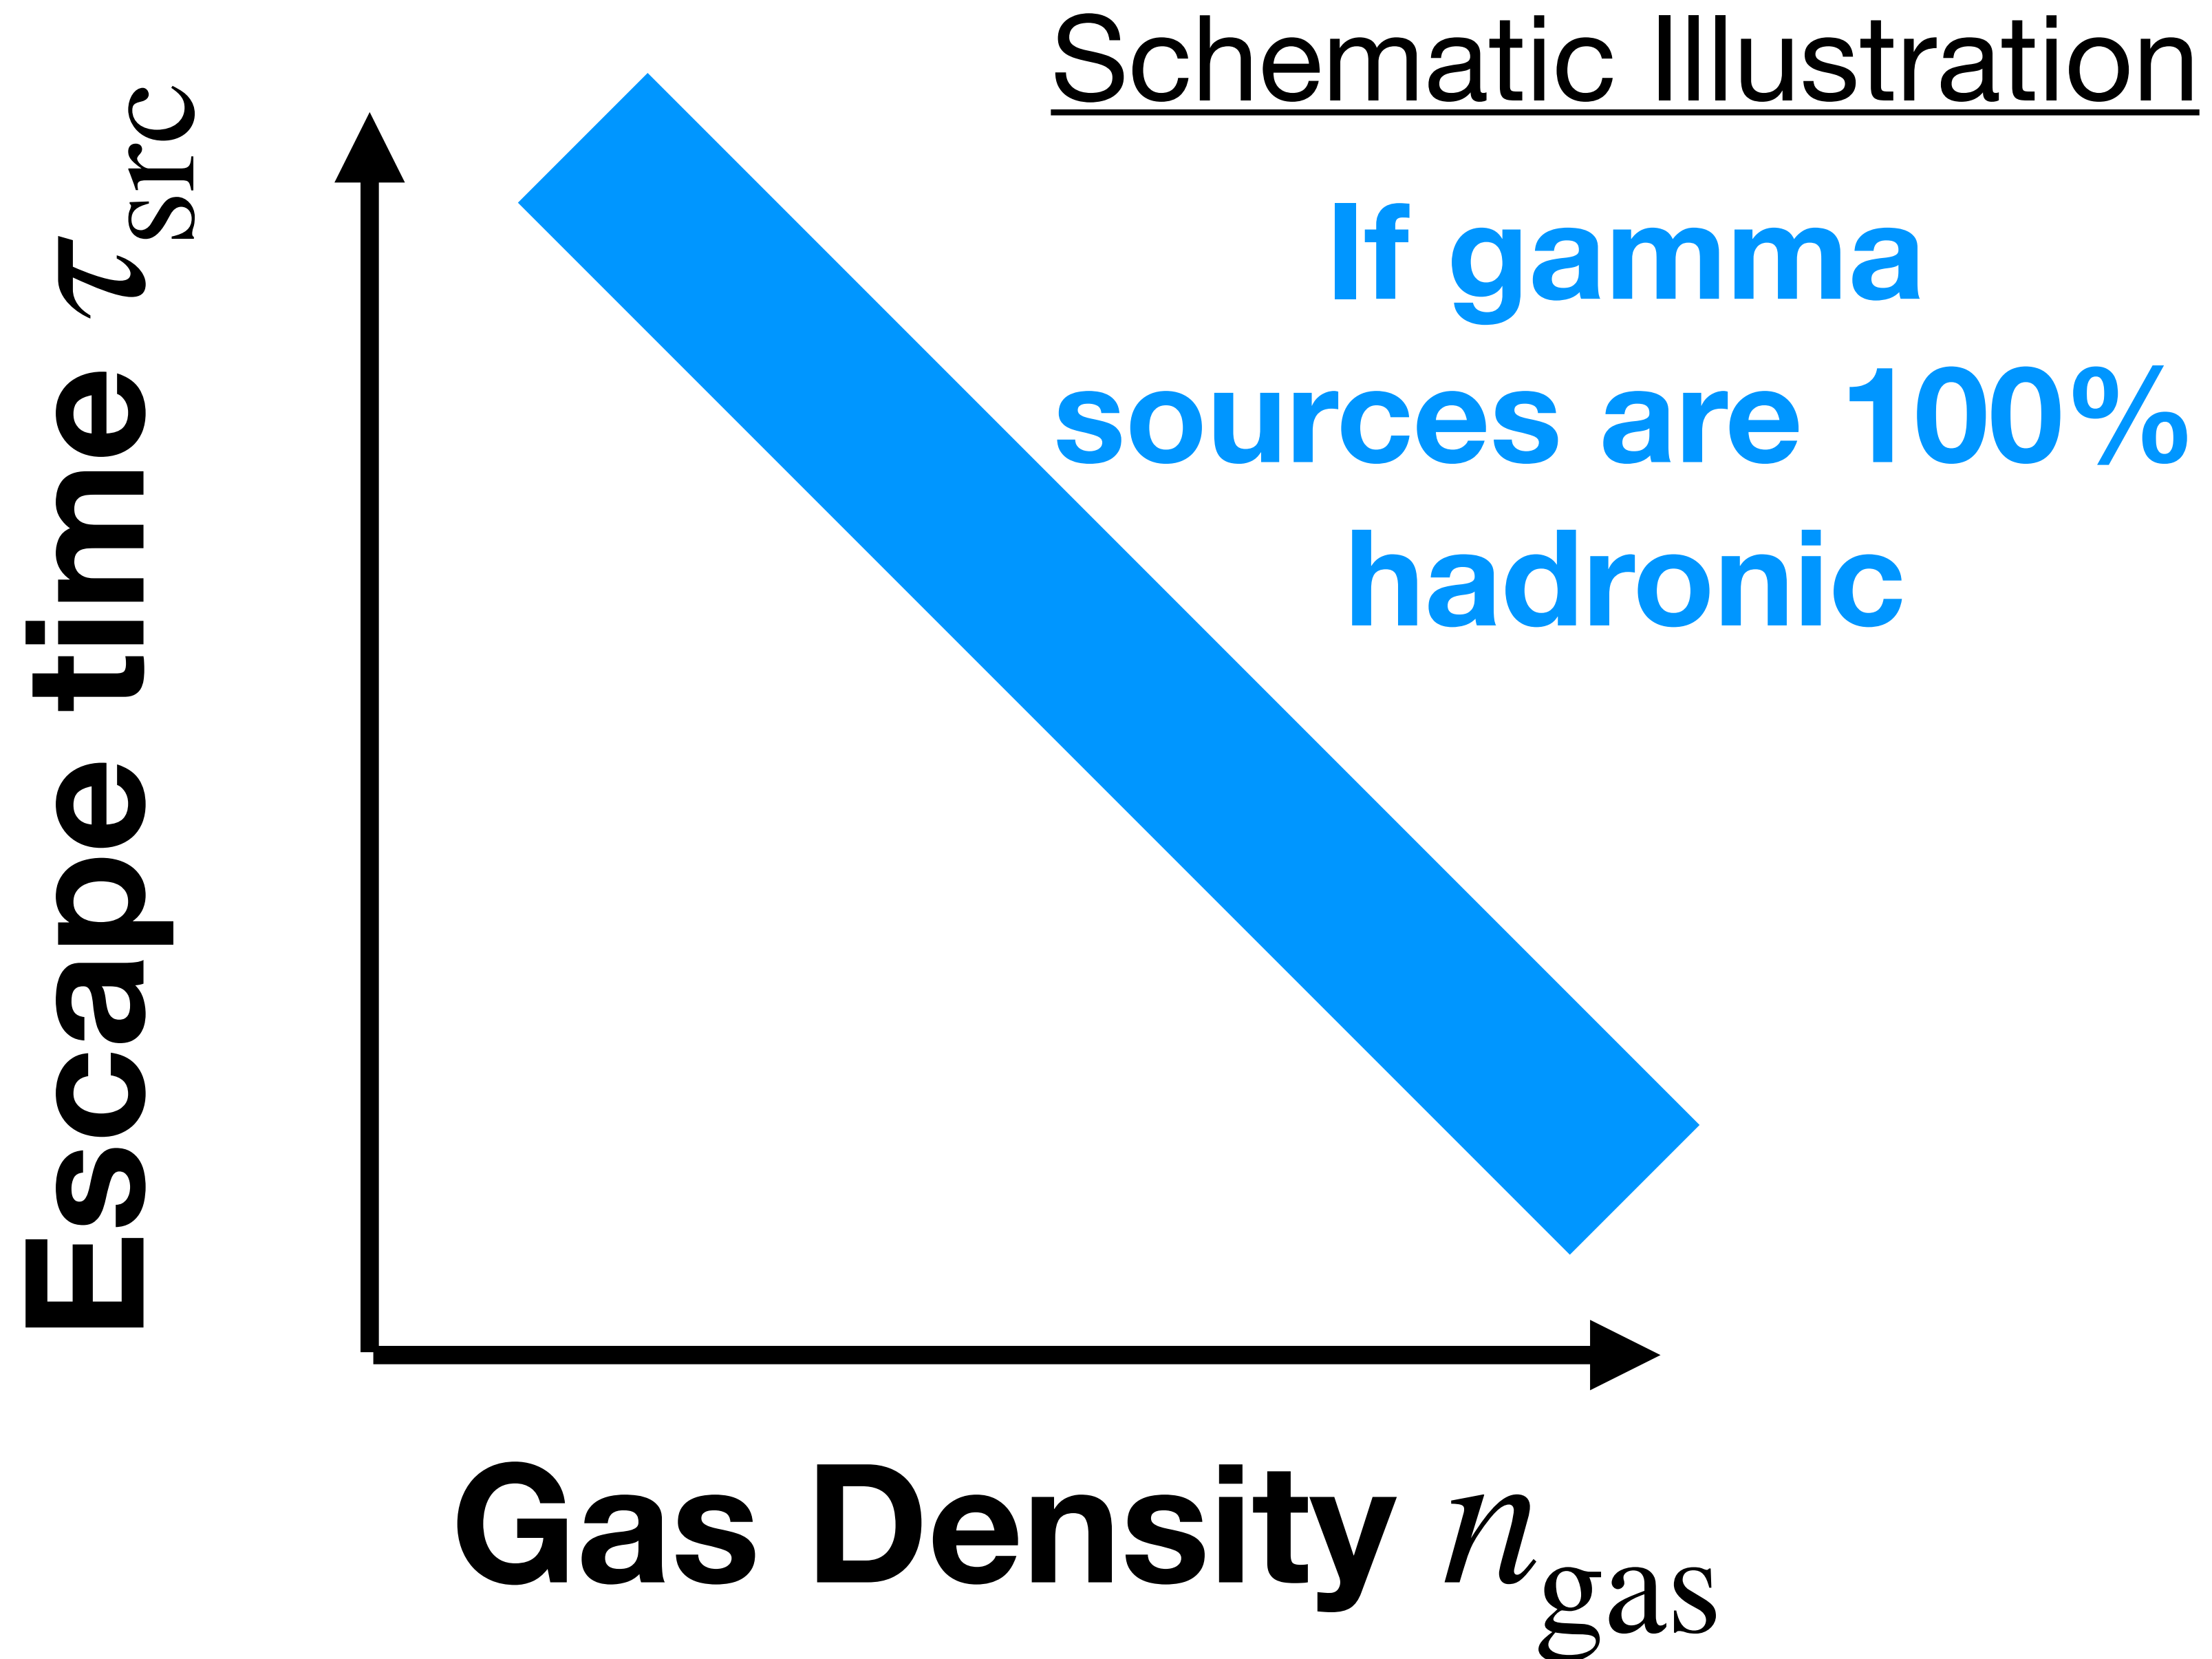 Schematic Illustration
If gamma
sources are 100%
hadronic
Escape time τsrc
Gas Density ngas